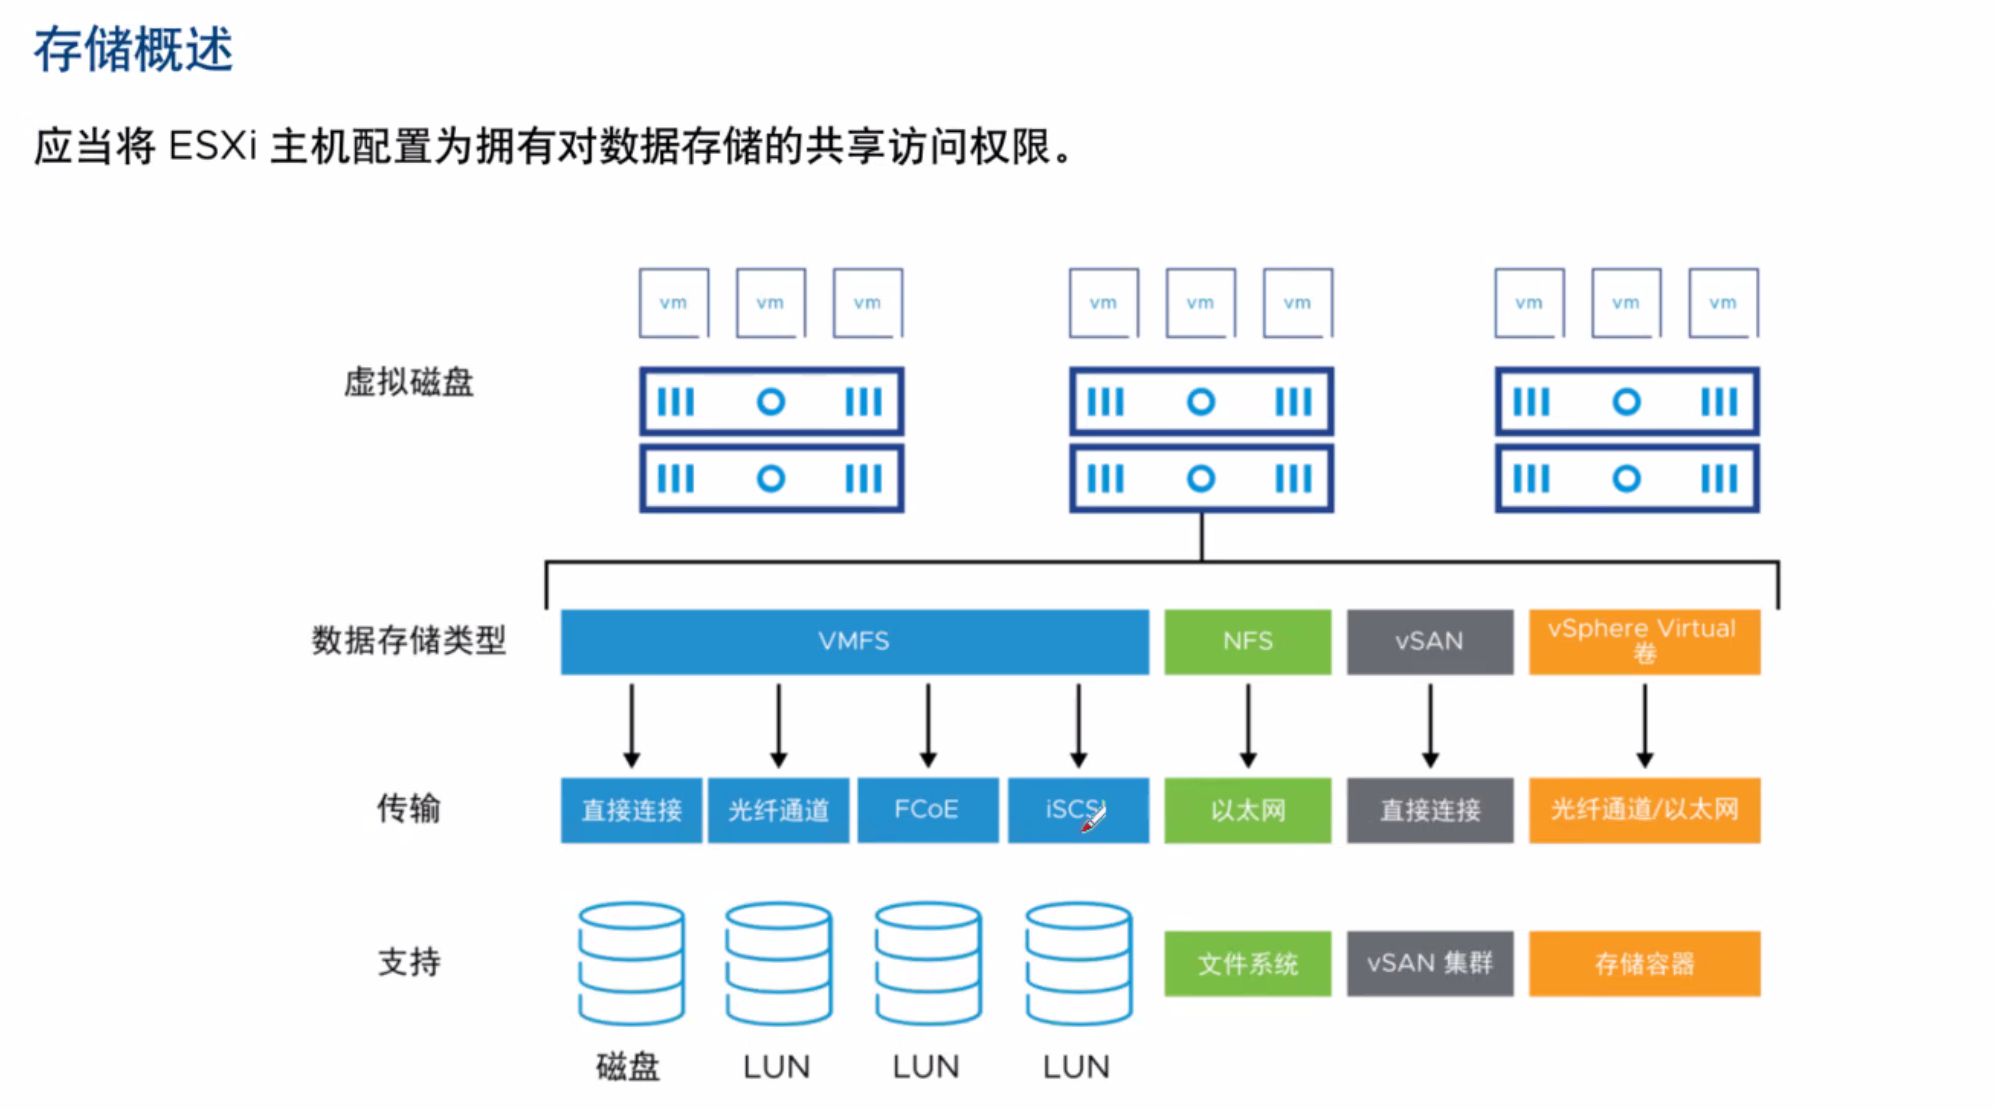 存储概述
应当将 ESXi 主机配置为拥有对数据存储的共享访问权限。
vm vm vm vm vm vm vm vm vm
虚拟磁盘
数据存储类型 VMFS NFS vSAN vSphere Virtual
卷
传输 直接连接 光纤通道 FCoE iSCSI 以太网 直接连接 光纤通道/以太网
支持 文件系统 vSAN 集群 存储容器
磁盘 LUN LUN LUN